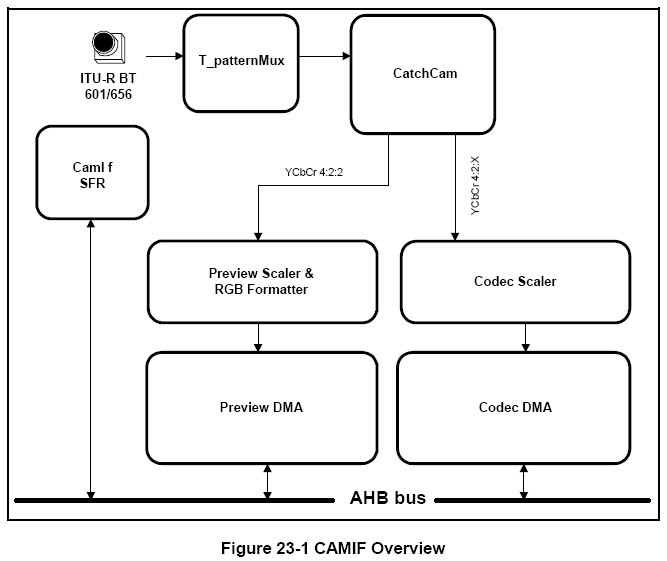 ITU-R BT
601/656
T_patternMux
CatchCam
CamI f
SFR
YCbCr 4:2:2
YCbCr 4:2:X
Preview Scaler &
RGB Formatter
Codec Scaler
Preview DMA
Codec DMA
AHB bus
Figure 23-1 CAMIF Overview